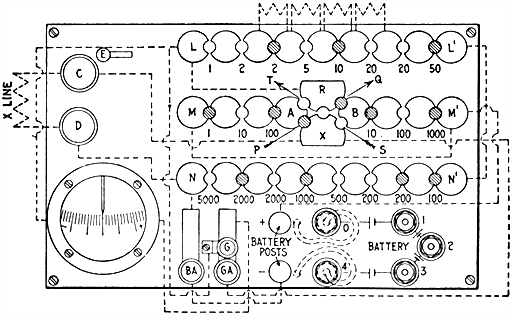 E
L 1 2 2 5 10 20 20 50 L'
C
T R Q
X LINE
M 1 10 100 A B 10 100 1000 M'
D
X
P S
N 5000 2000 2000 1000 500 200 200 100 N'
+ BATTERY POSTS - 0 1
G BATTERY 2
BA GA 4 3